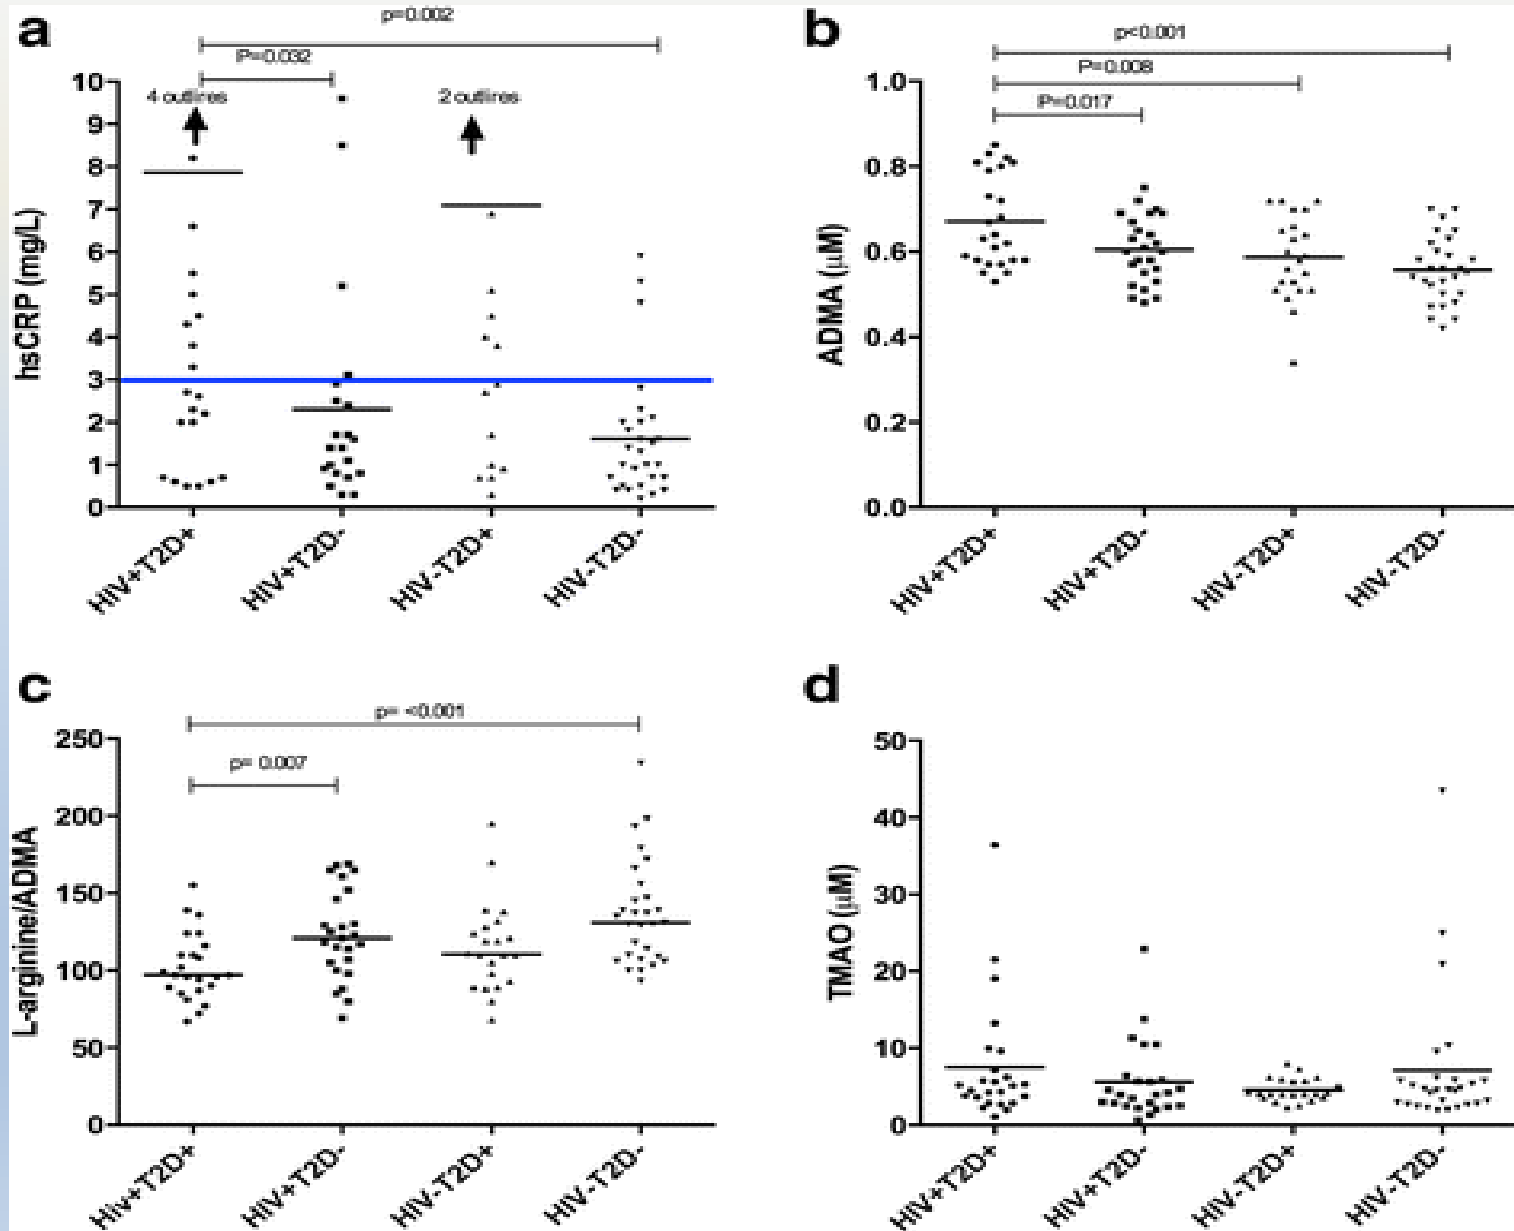 a
p=0.002
P=0.032
10
9
8
7
6
5
4
3
2
1
0
4 outlires
2 outlires
hsCRP (mg/L)
HIV+T2D+
HIV+T2D-
HIV-T2D+
HIV-T2D-
b
p<0.001
P=0.008
P=0.017
1.0
0.8
0.6
0.4
0.2
0.0
ADMA (µM)
HIV+T2D+
HIV+T2D-
HIV-T2D+
HIV-T2D-
c
p= <0.001
p= 0.007
250
200
150
100
50
0
L-arginine/ADMA
HIV+T2D+
HIV+T2D-
HIV-T2D+
HIV-T2D-
d
50
40
30
20
10
0
TMAO (µM)
HIV+T2D+
HIV+T2D-
HIV-T2D+
HIV-T2D-